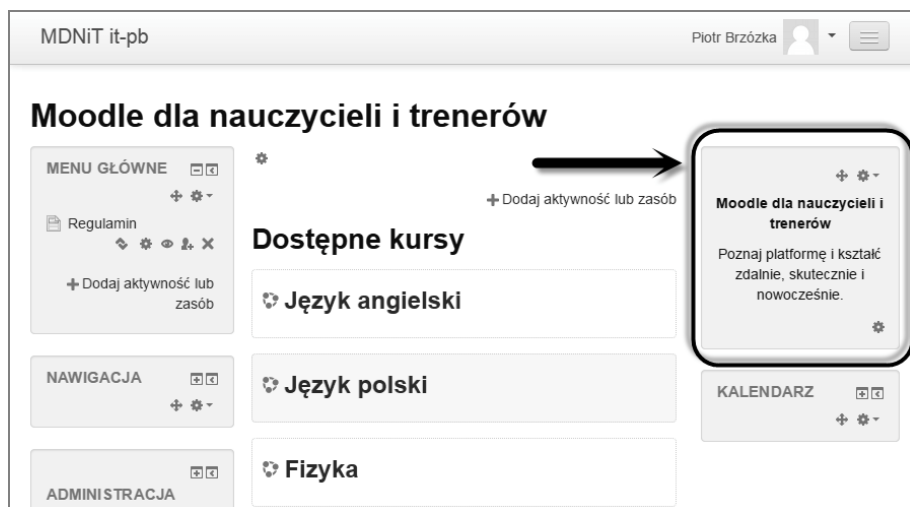 MDNiT it-pb
Piotr Brzózka
Moodle dla nauczycieli i trenerów
MENU GŁÓWNE
Regulamin
Dodaj aktywność lub
zasób
NAWIGACJA
ADMINISTRACJA
Dodaj aktywność lub zasób
Dostępne kursy
Język angielski
Język polski
Fizyka
Moodle dla nauczycieli i
trenerów
Poznaj platformę i kształć
zdalnie, skutecznie i
nowocześnie.
KALENDARZ